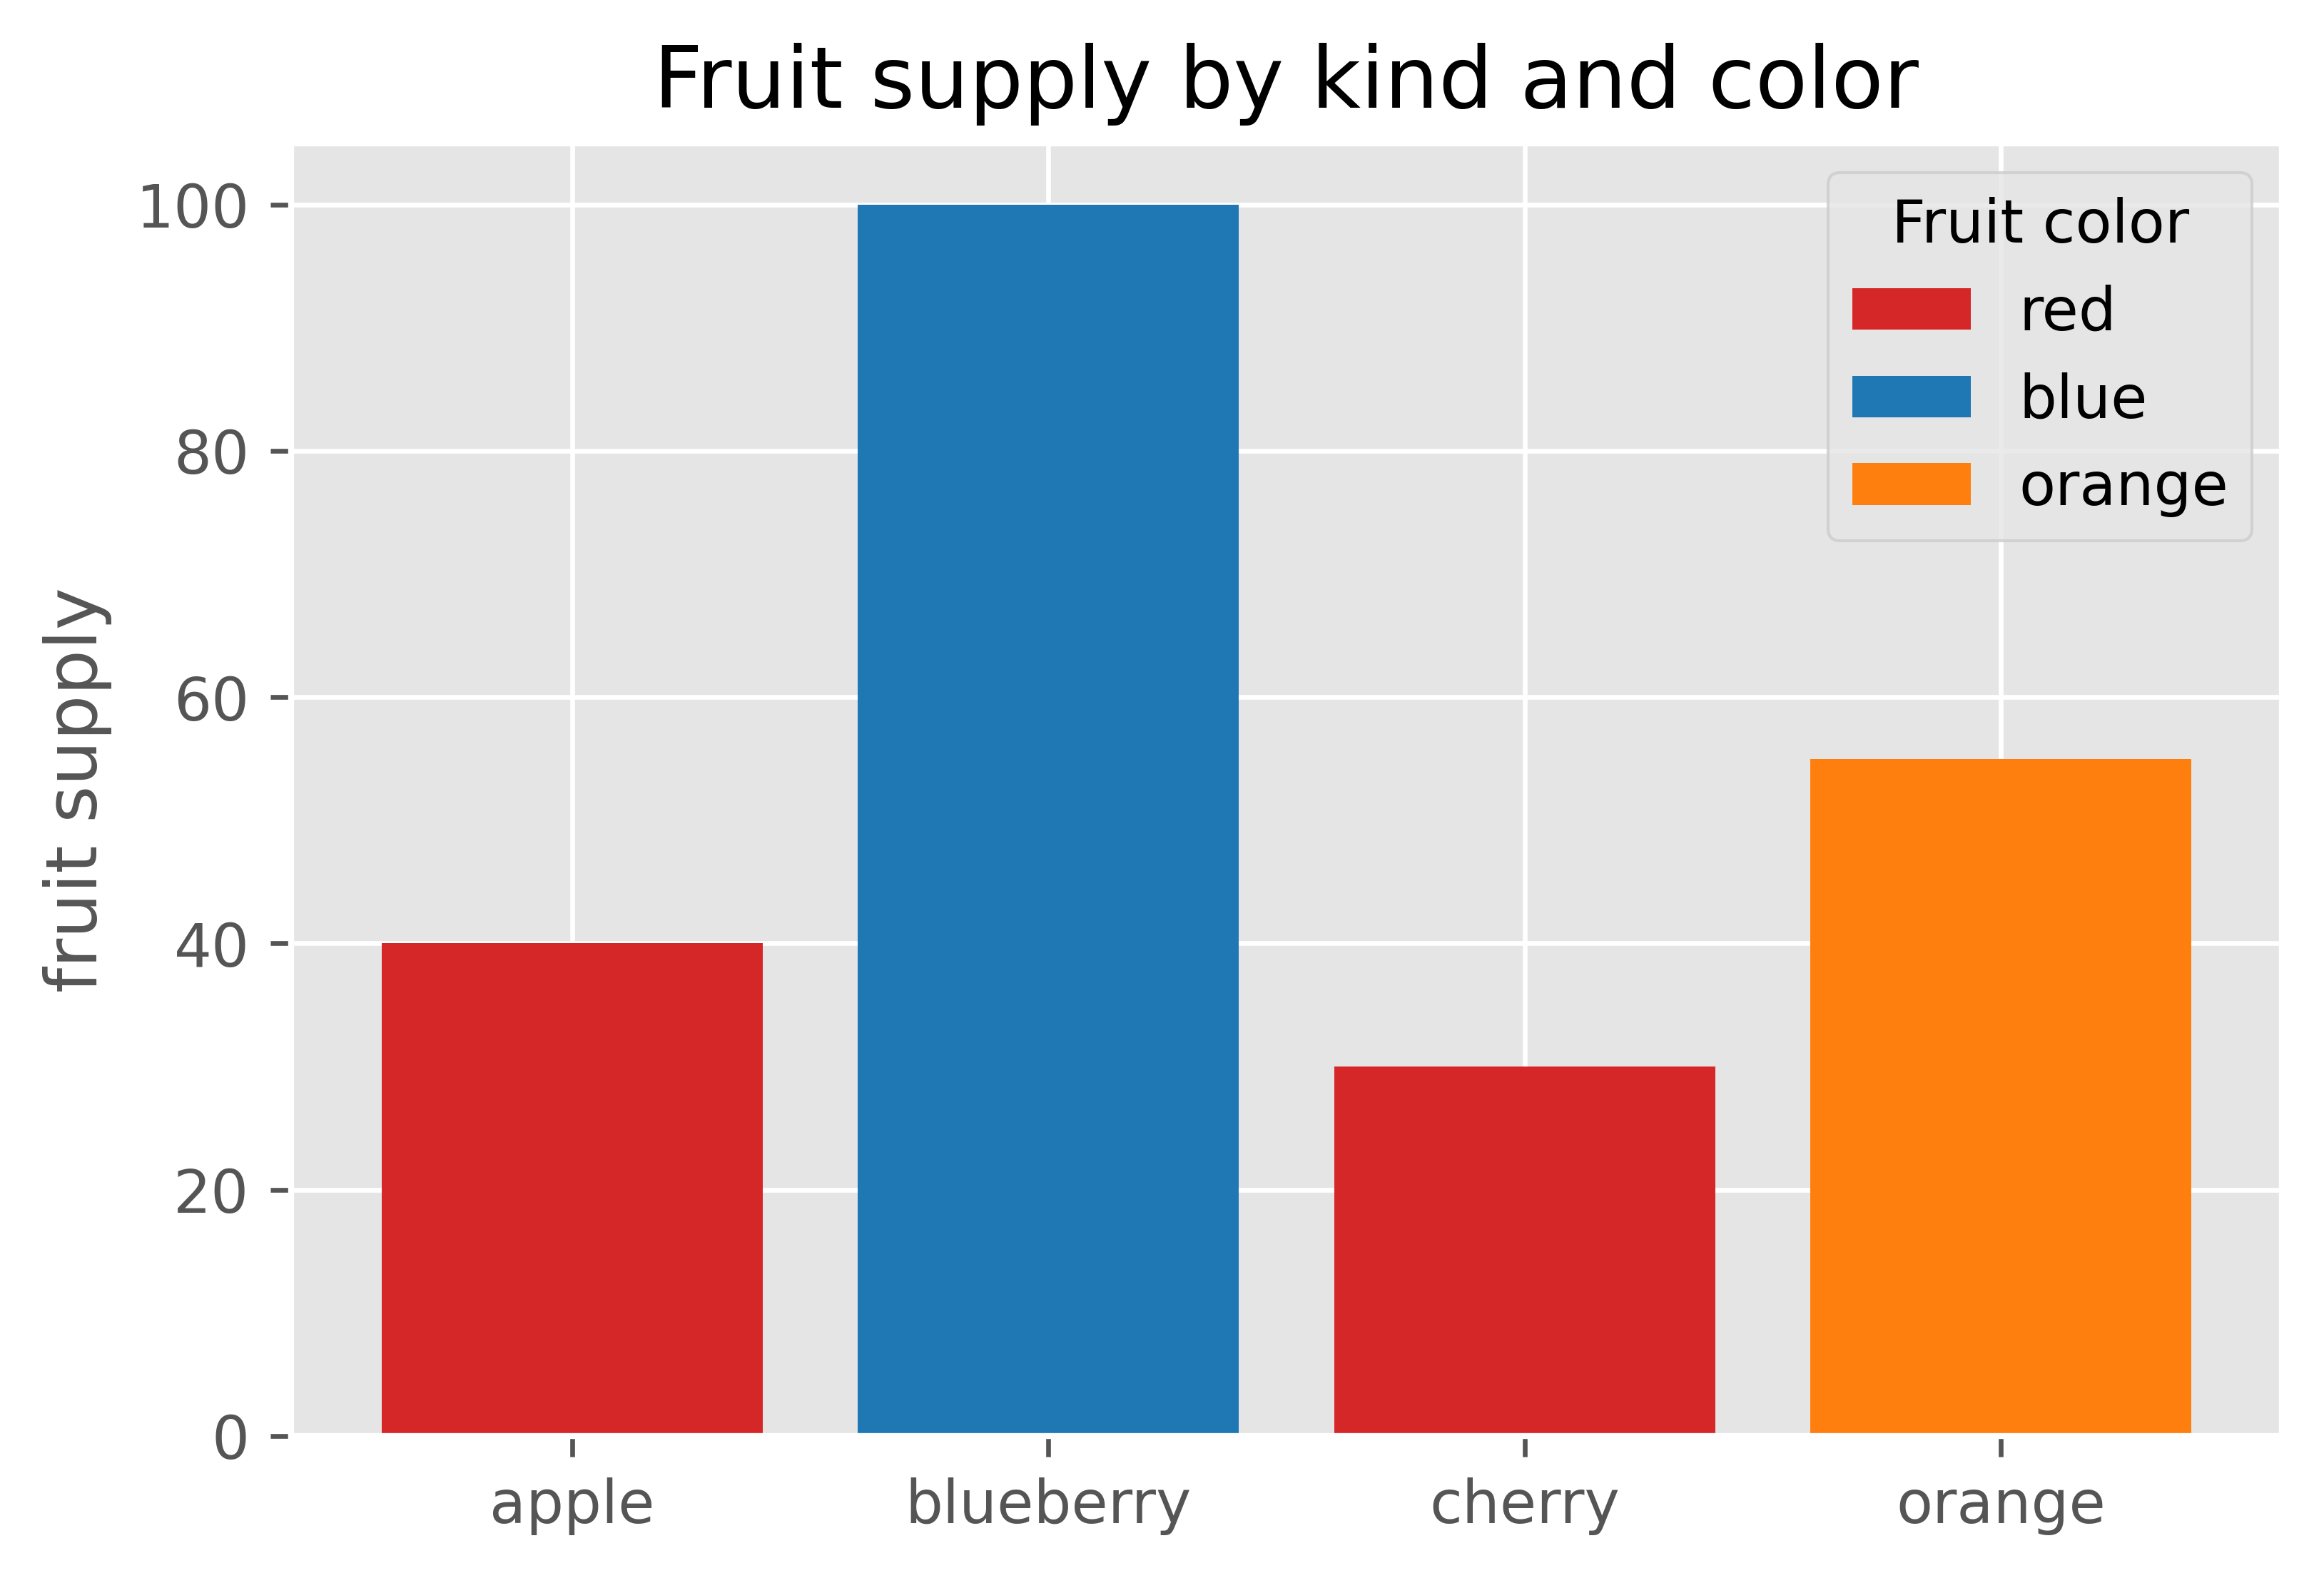 Fruit supply by kind and color
fruit supply
100
80
60
40
20
0
Fruit color
red
blue
orange
apple
blueberry
cherry
orange